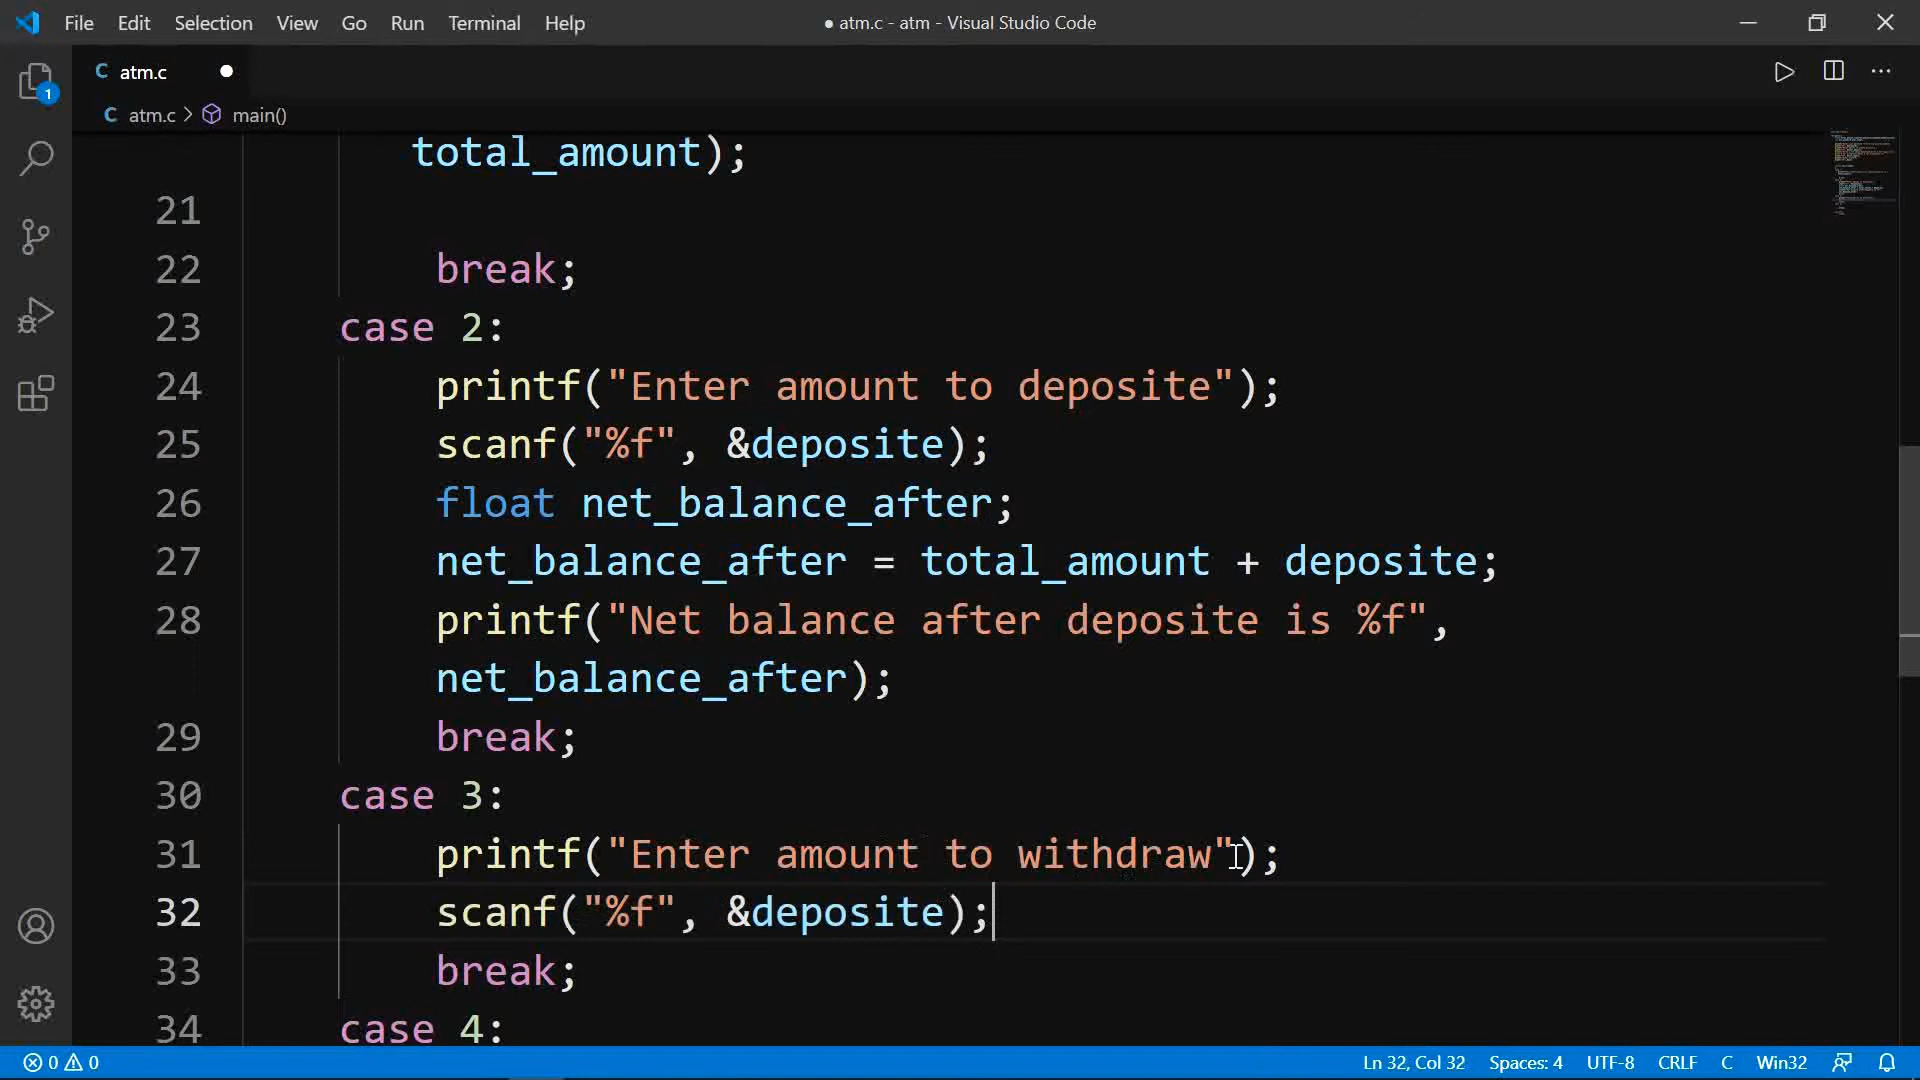 File Edit Selection View Go Run Terminal Help ● atm.c - atm - Visual Studio Code
C atm.c
1
C atm.c > main()
total_amount);
21
22 break;
23 case 2:
24 printf("Enter amount to deposite");
25 scanf("%f", &deposite);
26 float net_balance_after;
27 net_balance_after = total_amount + deposite;
28 printf("Net balance after deposite is %f",
net_balance_after);
29 break;
30 case 3:
31 printf("Enter amount to withdraw");
32 scanf("%f", &deposite);
33 break;
34 case 4:
0 0 Ln 32, Col 32 Spaces: 4 UTF-8 CRLF C Win32